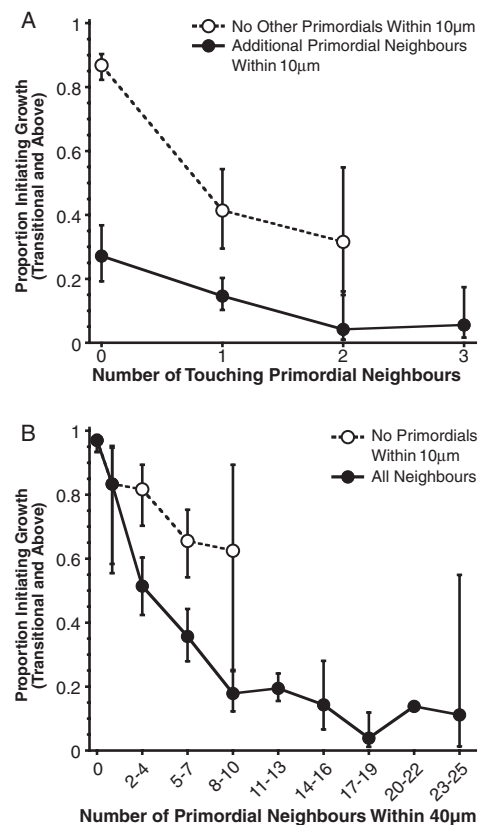 A
No Other Primordials Within 10µm
Additional Primordial Neighbours
Within 10µm
Proportion Initiating Growth
(Transitional and Above)
1
0.8
0.6
0.4
0.2
0
0 1 2 3
Number of Touching Primordial Neighbours
B
No Primordials
Within 10µm
All Neighbours
Proportion Initiating Growth
(Transitional and Above)
1
0.8
0.6
0.4
0.2
0
0 2-4 5-7 8-10 11-13 14-16 17-19 20-22 23-25
Number of Primordial Neighbours Within 40µm